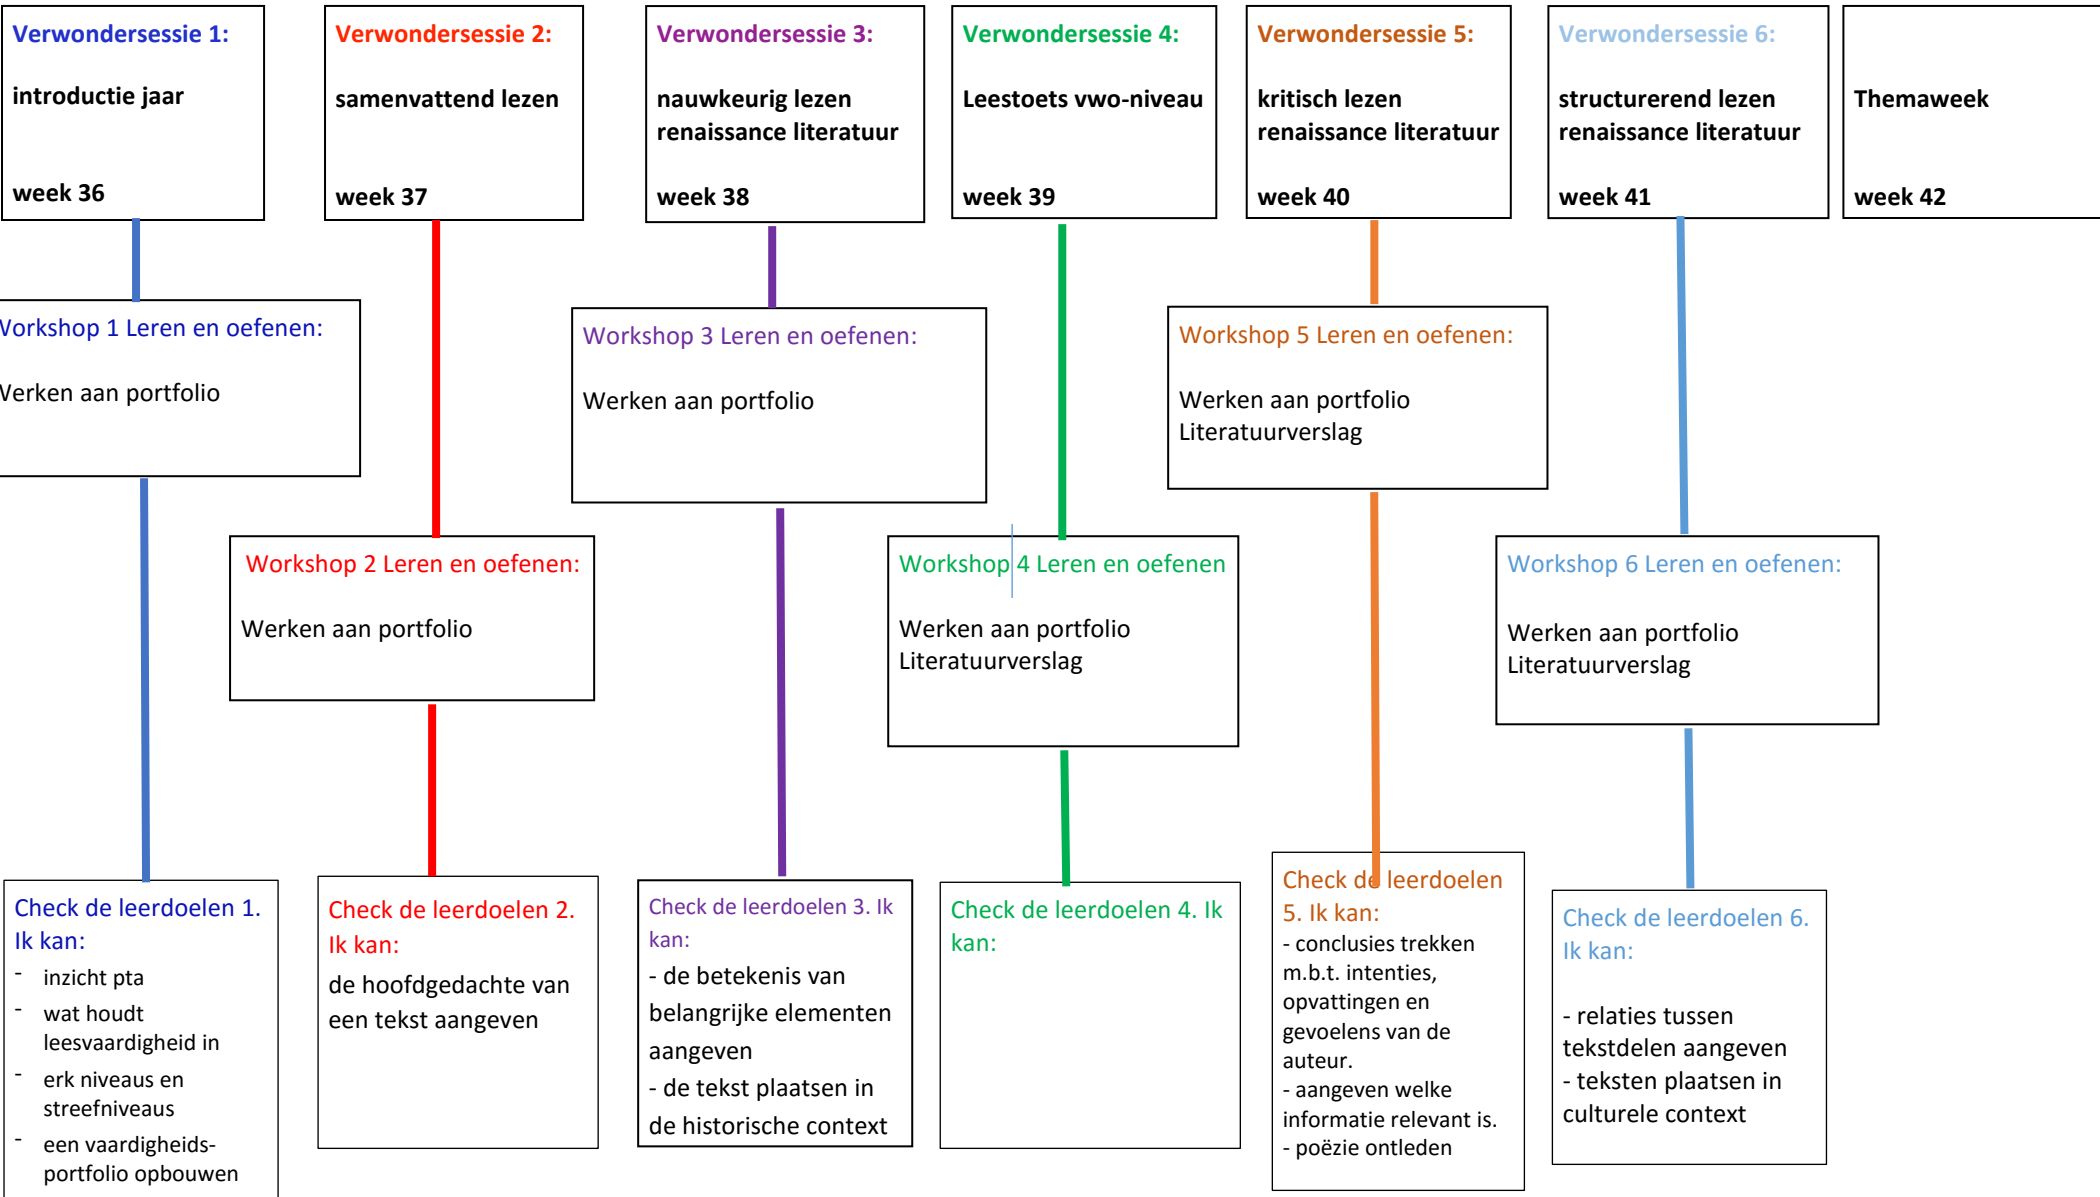 Verwondersessie 1:
introductie jaar
week 36
Verwondersessie 2:
samenvattend lezen
week 37
Verwondersessie 3:
nauwkeurig lezen
renaissance literatuur
week 38
Verwondersessie 4:
Leestoets vwo-niveau
week 39
Verwondersessie 5:
kritisch lezen
renaissance literatuur
week 40
Verwondersessie 6:
structurerend lezen
renaissance literatuur
week 41
Themaweek
week 42
Workshop 1 Leren en oefenen:
Werken aan portfolio
Workshop 3 Leren en oefenen:
Werken aan portfolio
Workshop 5 Leren en oefenen:
Werken aan portfolio
Literatuurverslag
Workshop 2 Leren en oefenen:
Werken aan portfolio
Workshop 4 Leren en oefenen
Werken aan portfolio
Literatuurverslag
Workshop 6 Leren en oefenen:
Werken aan portfolio
Literatuurverslag
Check de leerdoelen 1.
Ik kan:
- inzicht pta
- wat houdt
leesvaardigheid in
- erk niveaus en
streefniveaus
- een vaardigheids-
portfolio opbouwen
Check de leerdoelen 2.
Ik kan:
de hoofdgedachte van
een tekst aangeven
Check de leerdoelen 3. Ik
kan:
- de betekenis van
belangrijke elementen
aangeven
- de tekst plaatsen in
de historische context
Check de leerdoelen 4. Ik
kan:
Check de leerdoelen
5. Ik kan:
- conclusies trekken
m.b.t. intenties,
opvattingen en
gevoelens van de
auteur.
- aangeven welke
informatie relevant is.
- poëzie ontleden
Check de leerdoelen 6.
Ik kan:
- relaties tussen
tekstdelen aangeven
- teksten plaatsen in
culturele context